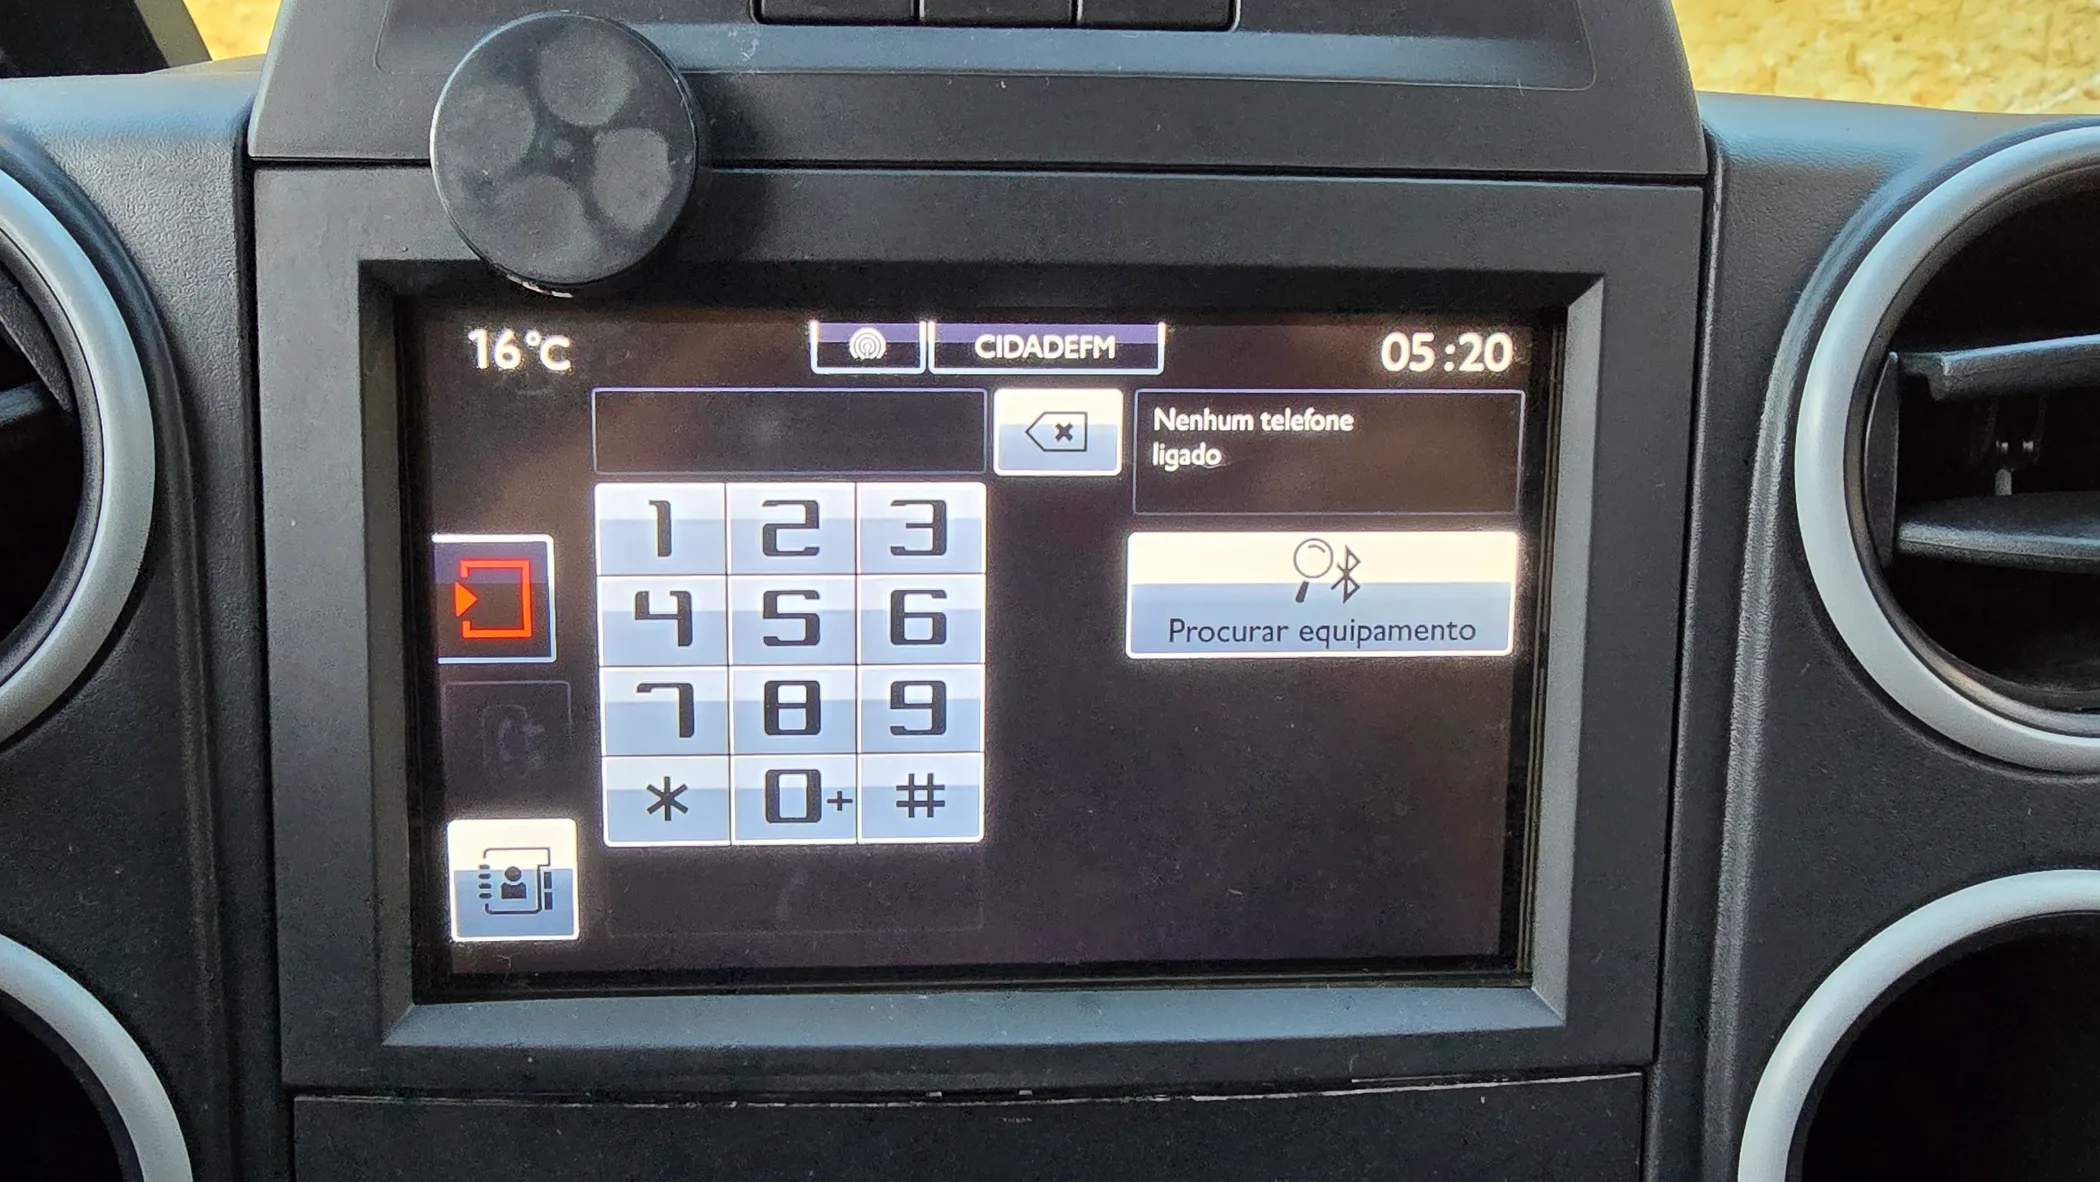 16°C
CIDADEFM
05:20
Nenhum telefone
ligado
1 2 3
4 5 6
7 8 9
* 0+ #
Procurar equipamento